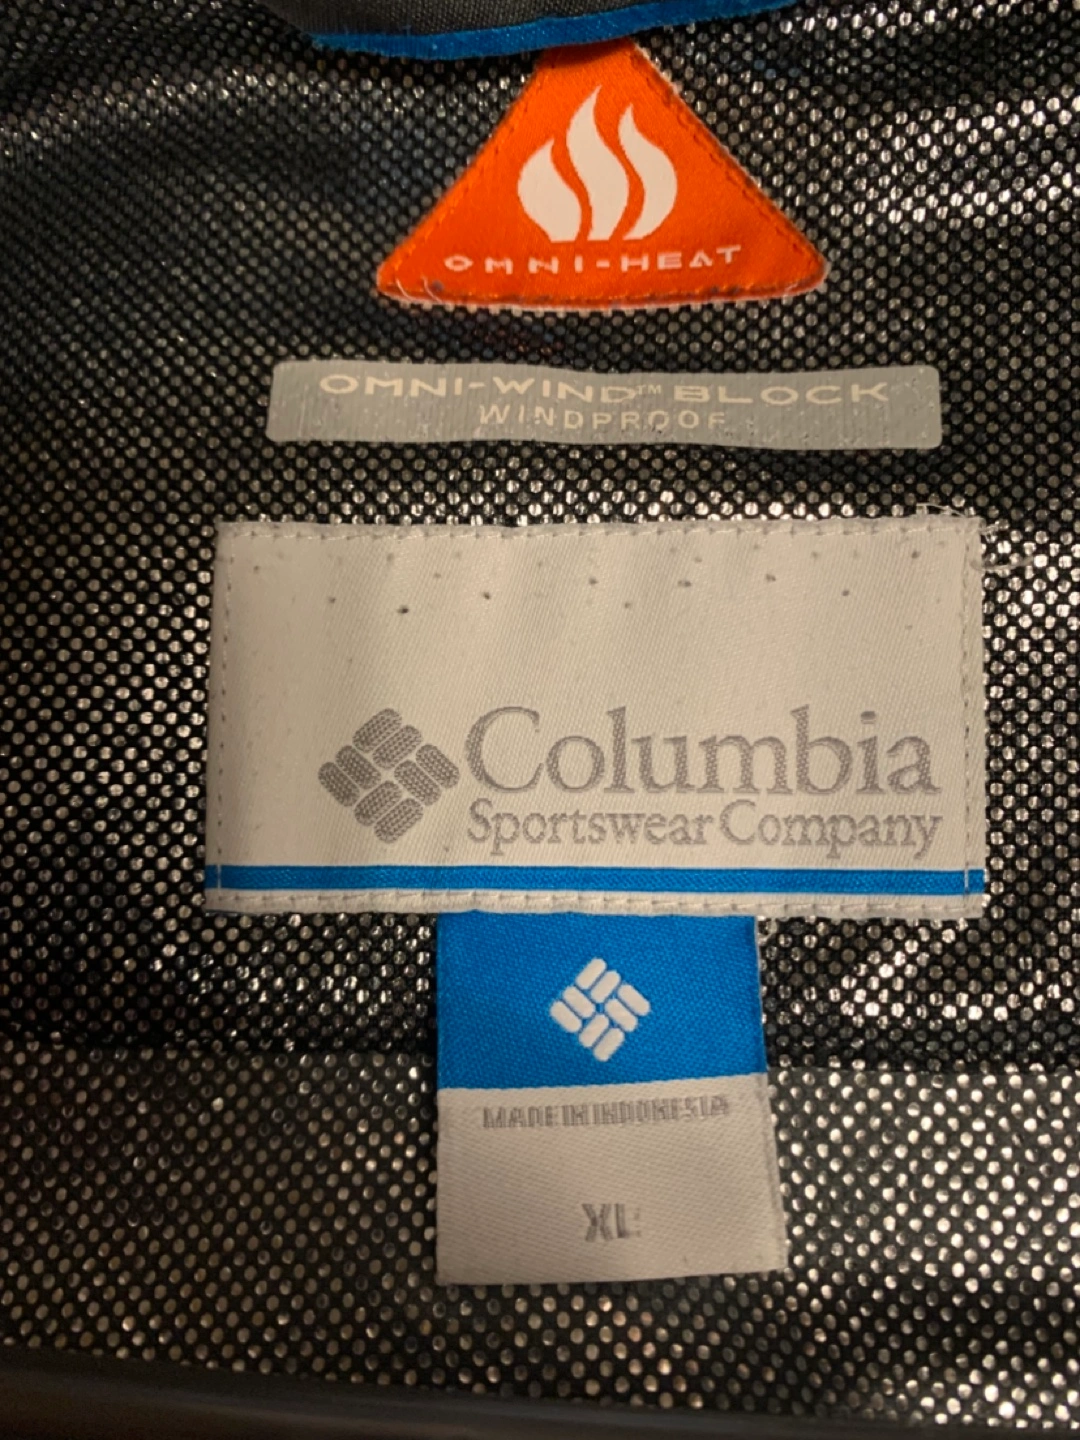 OMNI-HEAT
OMNI-WIND™ BLOCK
WINDPROOF
Columbia
Sportswear Company
MADE IN INDONESIA
XL